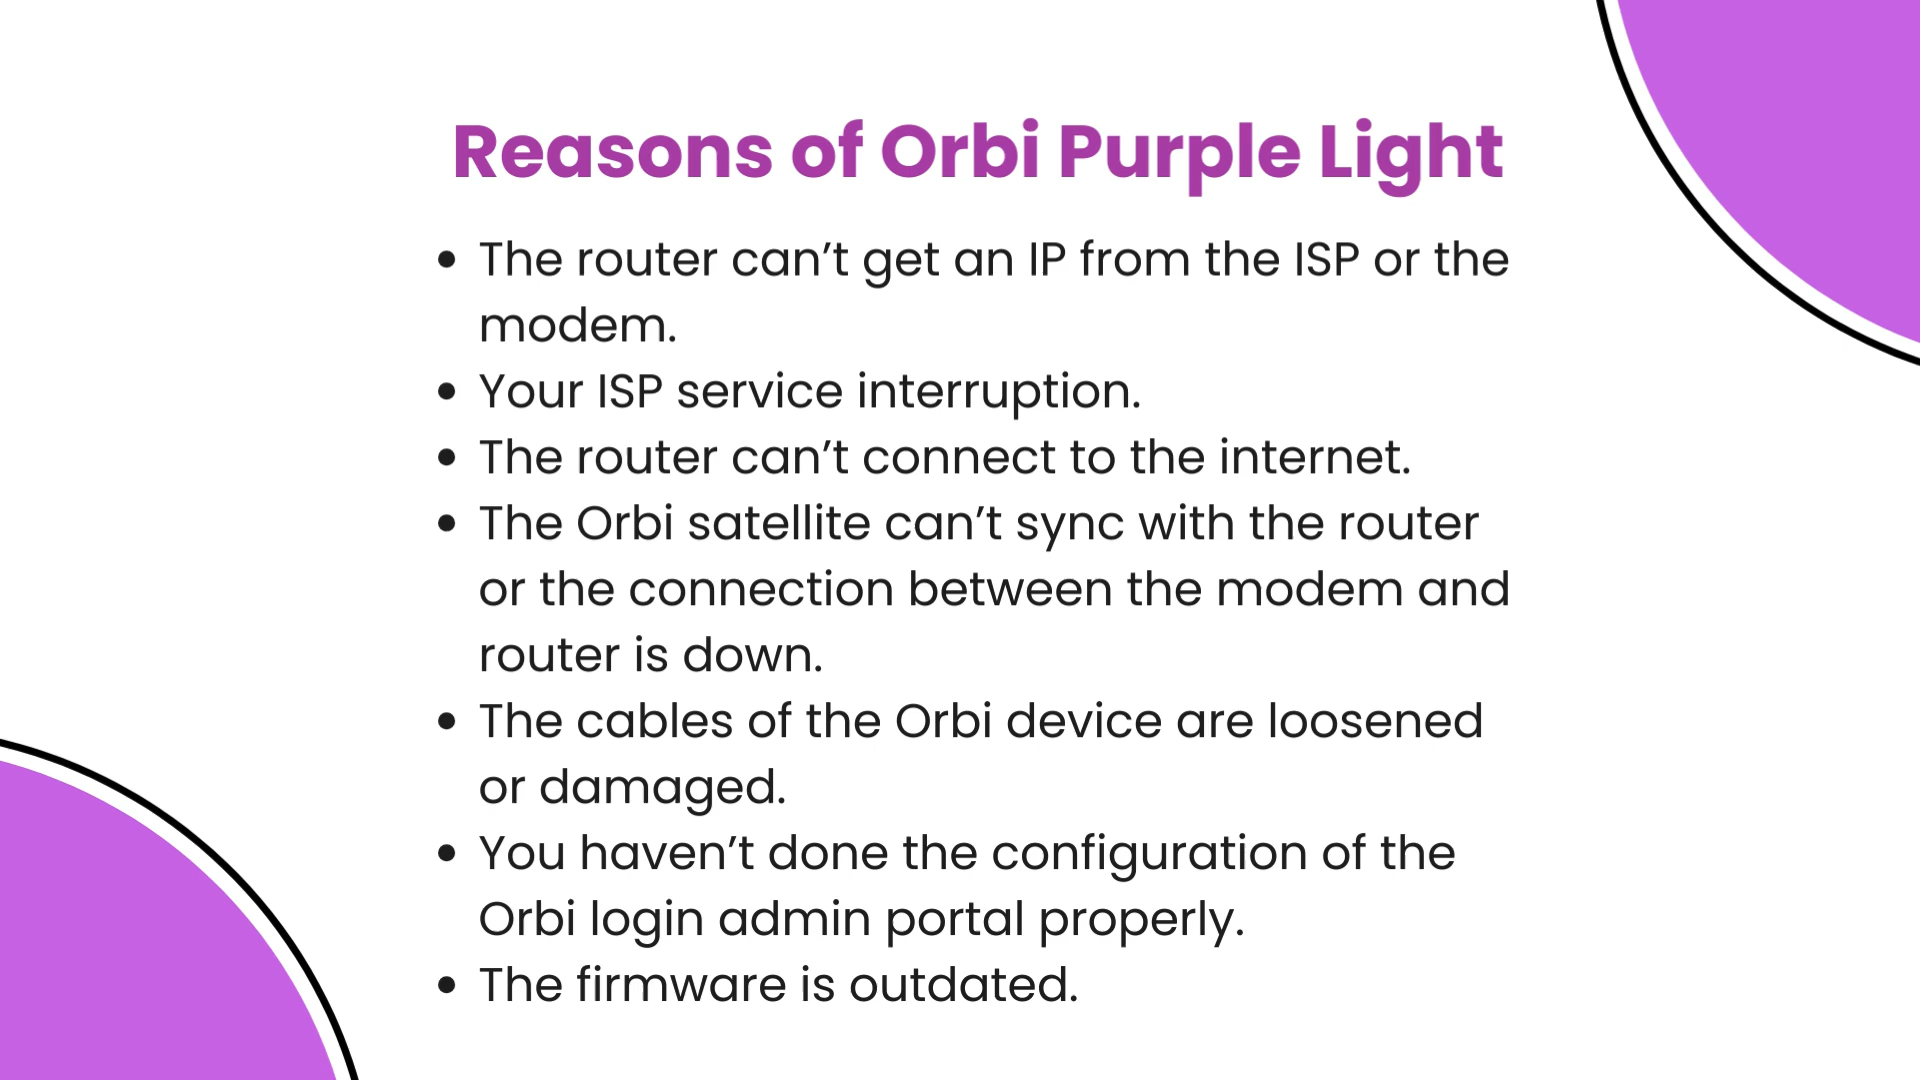 Reasons of Orbi Purple Light
• The router can’t get an IP from the ISP or the
modem.
• Your ISP service interruption.
• The router can’t connect to the internet.
• The Orbi satellite can’t sync with the router
or the connection between the modem and
router is down.
• The cables of the Orbi device are loosened
or damaged.
• You haven’t done the configuration of the
Orbi login admin portal properly.
• The firmware is outdated.